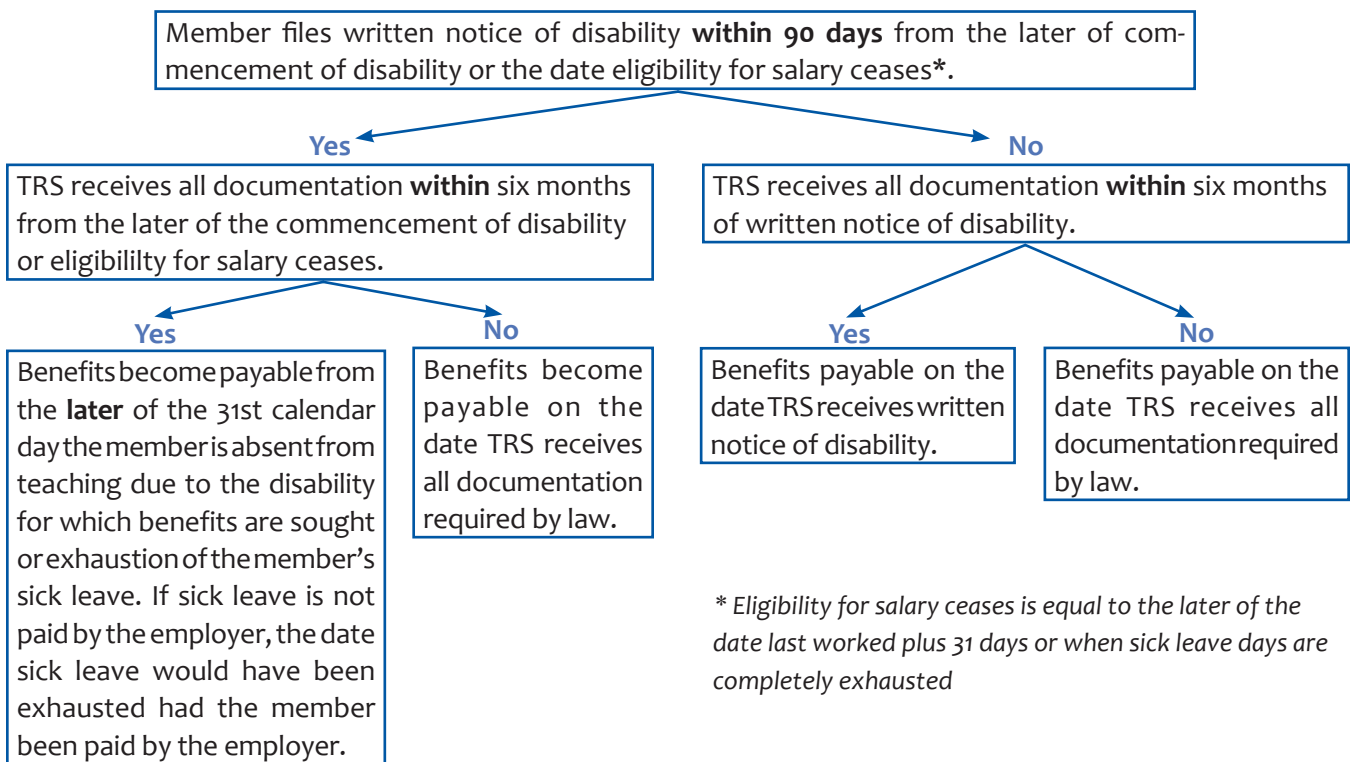 Member files written notice of disability within 90 days from the later of com-
mencement of disability or the date eligibility for salary ceases*.
Yes
No
TRS receives all documentation within six months
from the later of the commencement of disability
or eligibililty for salary ceases.
TRS receives all documentation within six months
of written notice of disability.
Yes
No
Yes
No
Benefits become payable from
the later of the 31st calendar
day the member is absent from
teaching due to the disability
for which benefits are sought
or exhaustion of the member’s
sick leave. If sick leave is not
paid by the employer, the date
sick leave would have been
exhausted had the member
been paid by the employer.
Benefits become
payable on the
date TRS receives
all documentation
required by law.
Benefits payable on the
date TRS receives written
notice of disability.
Benefits payable on the
date TRS receives all
documentation required
by law.
* Eligibility for salary ceases is equal to the later of the
date last worked plus 31 days or when sick leave days are
completely exhausted